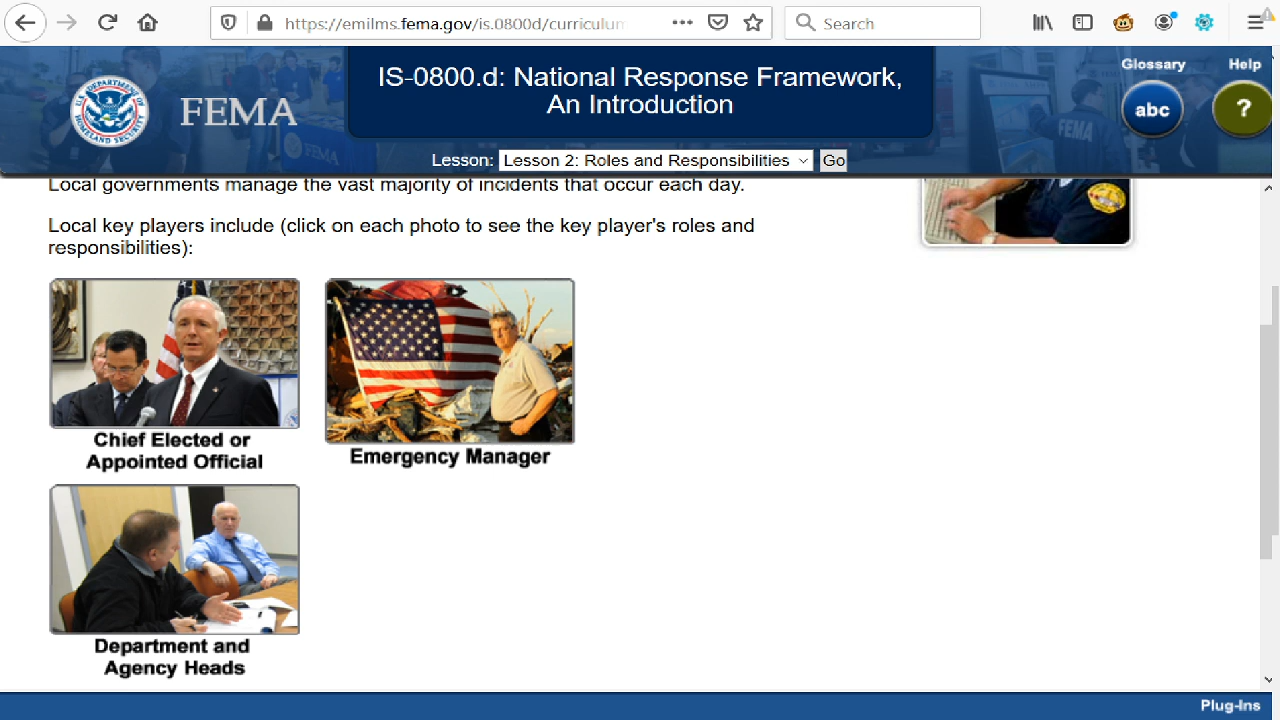 https://emilms.fema.gov/is.0800d/curriculum
Search
FEMA
IS-0800.d: National Response Framework,
An Introduction
Glossary
Help
abc
?
Lesson: Lesson 2: Roles and Responsibilities Go
Local governments manage the vast majority of incidents that occur each day.
Local key players include (click on each photo to see the key player's roles and
responsibilities):
Chief Elected or
Appointed Official
Emergency Manager
Department and
Agency Heads
Plug-Ins